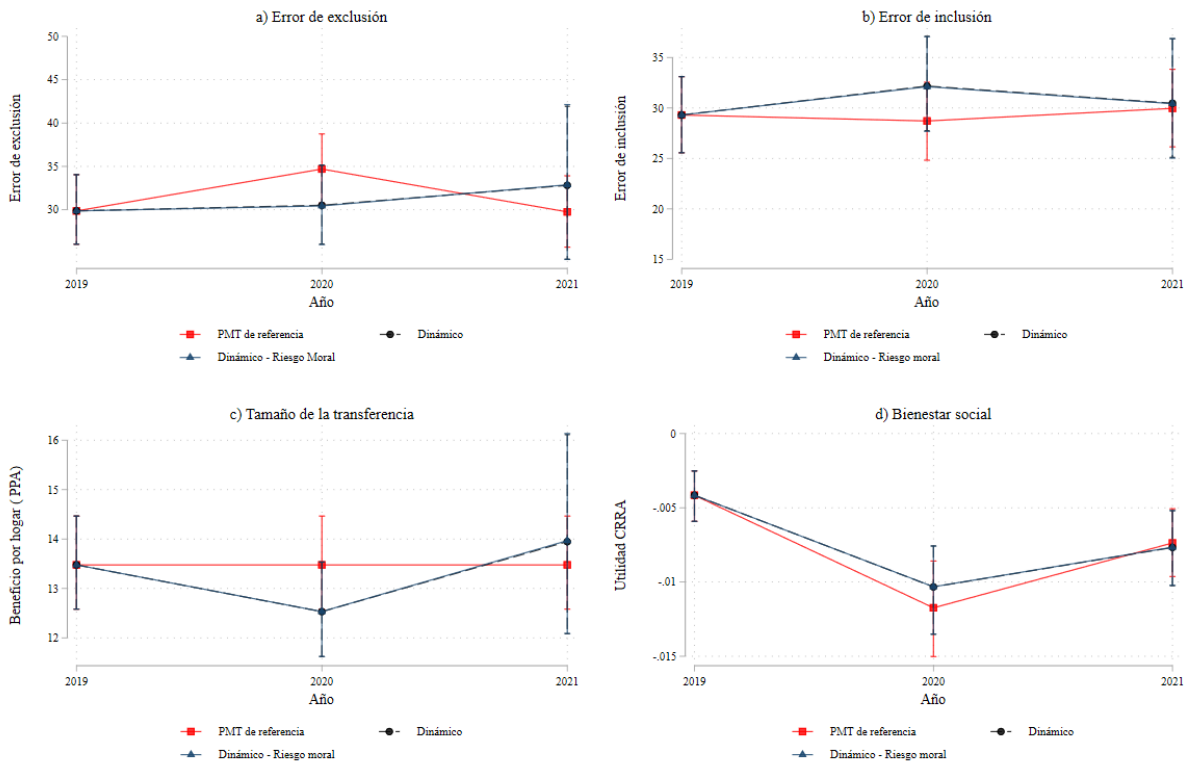 a) Error de exclusión
Error de exclusión
50
45
40
35
30
2019
2020
2021
Año
PMT de referencia
Dinámico
Dinámico - Riesgo Moral
b) Error de inclusión
Error de inclusión
35
30
25
20
15
2019
2020
2021
Año
PMT de referencia
Dinámico
Dinámico - Riesgo moral
c) Tamaño de la transferencia
Beneficio por hogar ( PPA)
16
15
14
13
12
2019
2020
2021
Año
PMT de referencia
Dinámico
Dinámico - Riesgo moral
d) Bienestar social
Utilidad CRRA
0
-.005
-.01
-.015
2019
2020
2021
Año
PMT de referencia
Dinámico
Dinámico - Riesgo moral